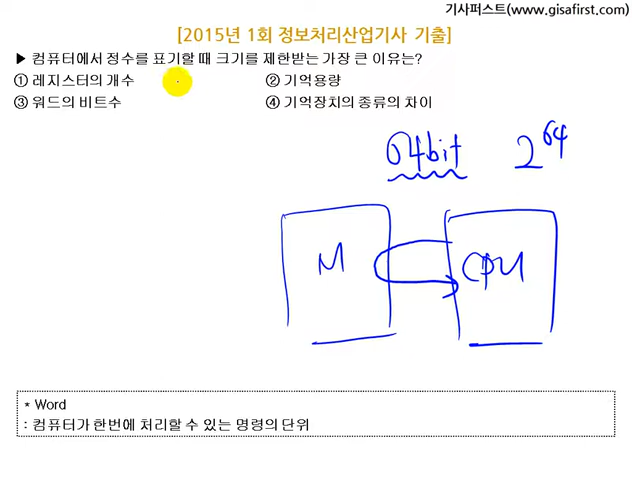 기사퍼스트(www.gisafirst.com)
[2015년 1회 정보처리산업기사 기출]
▶ 컴퓨터에서 정수를 표기할 때 크기를 제한받는 가장 큰 이유는?
① 레지스터의 개수 ② 기억용량
③ 워드의 비트수 ④ 기억장치의 종류의 차이
64bit 2^64
M CPU
* Word
: 컴퓨터가 한번에 처리할 수 있는 명령의 단위